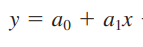 y = a₀ + a₁x